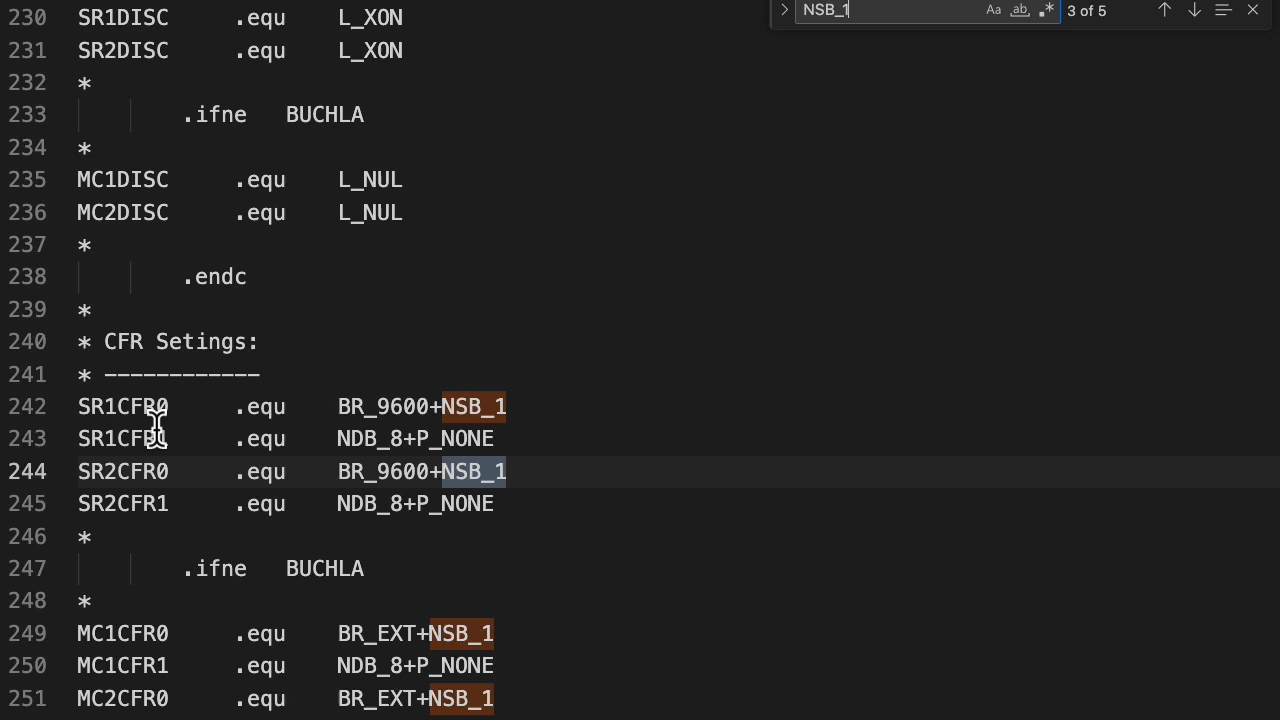 NSB_1 Aa ab .* 3 of 5
230 SR1DISC .equ L_XON
231 SR2DISC .equ L_XON
232 *
233 .ifne BUCHLA
234 *
235 MC1DISC .equ L_NUL
236 MC2DISC .equ L_NUL
237 *
238 .endc
239 *
240 * CFR Setings:
241 * ------------
242 SR1CFR0 .equ BR_9600+NSB_1
243 SR1CFR1 .equ NDB_8+P_NONE
244 SR2CFR0 .equ BR_9600+NSB_1
245 SR2CFR1 .equ NDB_8+P_NONE
246 *
247 .ifne BUCHLA
248 *
249 MC1CFR0 .equ BR_EXT+NSB_1
250 MC1CFR1 .equ NDB_8+P_NONE
251 MC2CFR0 .equ BR_EXT+NSB_1